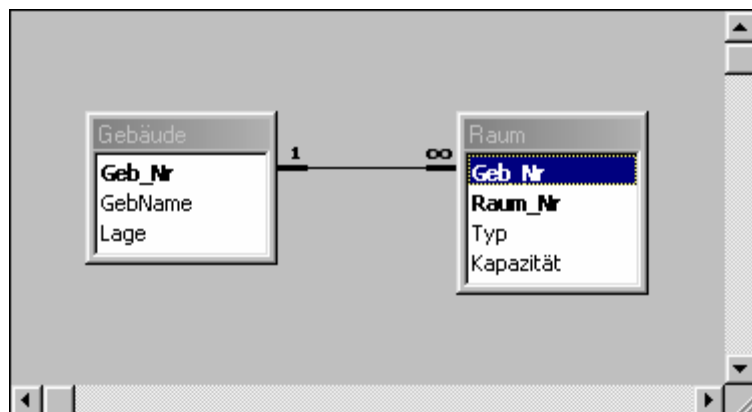 Gebäude
Geb_Nr
GebName
Lage
1
∞
Raum
Geb_Nr
Raum_Nr
Typ
Kapazität